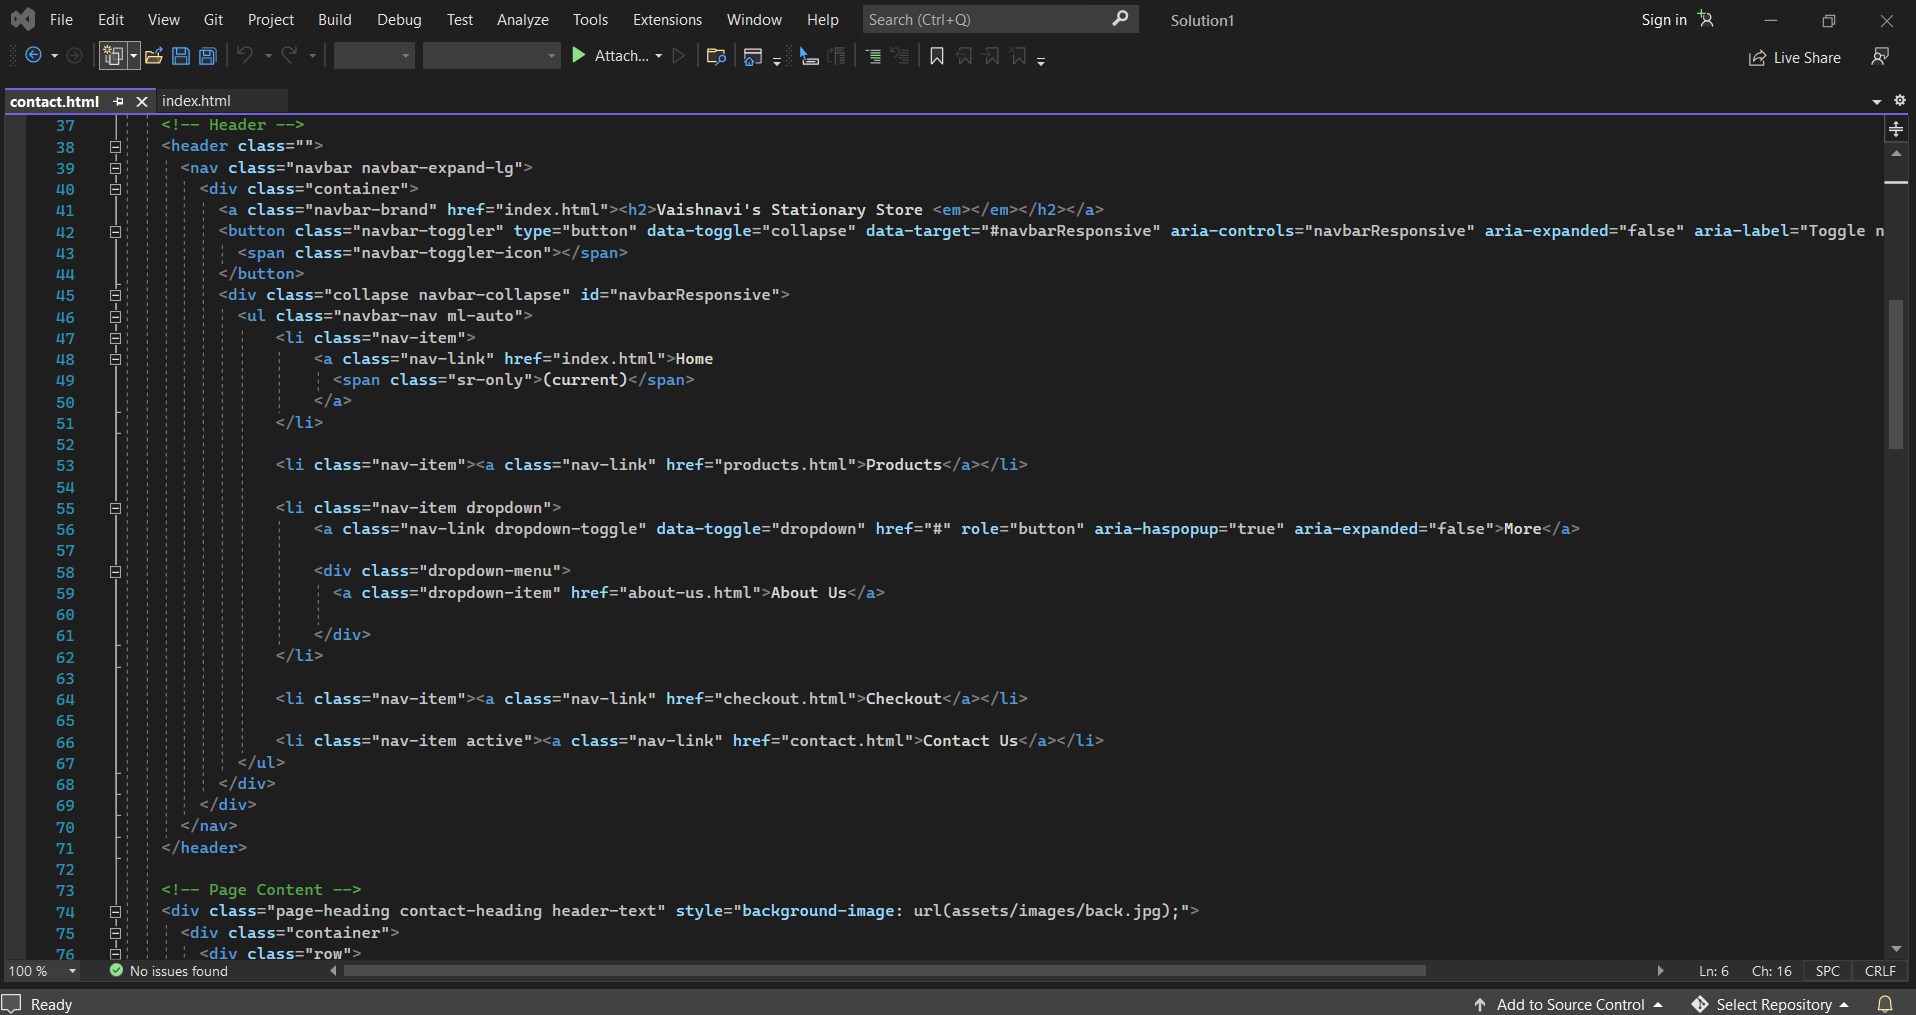 File Edit View Git Project Build Debug Test Analyze Tools Extensions Window Help Search (Ctrl+Q) Solution1 Sign in
Attach... Live Share
contact.html index.html
37 <!-- Header -->
38 <header class="">
39 <nav class="navbar navbar-expand-lg">
40 <div class="container">
41 <a class="navbar-brand" href="index.html"><h2>Vaishnavi's Stationary Store <em></em></h2></a>
42 <button class="navbar-toggler" type="button" data-toggle="collapse" data-target="#navbarResponsive" aria-controls="navbarResponsive" aria-expanded="false" aria-label="Toggle n
43 <span class="navbar-toggler-icon"></span>
44 </button>
45 <div class="collapse navbar-collapse" id="navbarResponsive">
46 <ul class="navbar-nav ml-auto">
47 <li class="nav-item">
48 <a class="nav-link" href="index.html">Home
49 <span class="sr-only">(current)</span>
50 </a>
51 </li>
52
53 <li class="nav-item"><a class="nav-link" href="products.html">Products</a></li>
54
55 <li class="nav-item dropdown">
56 <a class="nav-link dropdown-toggle" data-toggle="dropdown" href="#" role="button" aria-haspopup="true" aria-expanded="false">More</a>
57
58 <div class="dropdown-menu">
59 <a class="dropdown-item" href="about-us.html">About Us</a>
60
61 </div>
62 </li>
63
64 <li class="nav-item"><a class="nav-link" href="checkout.html">Checkout</a></li>
65
66 <li class="nav-item active"><a class="nav-link" href="contact.html">Contact Us</a></li>
67 </ul>
68 </div>
69 </div>
70 </nav>
71 </header>
72
73 <!-- Page Content -->
74 <div class="page-heading contact-heading header-text" style="background-image: url(assets/images/back.jpg);">
75 <div class="container">
76 <div class="row">
100 % No issues found Ln: 6 Ch: 16 SPC CRLF
Ready Add to Source Control Select Repository